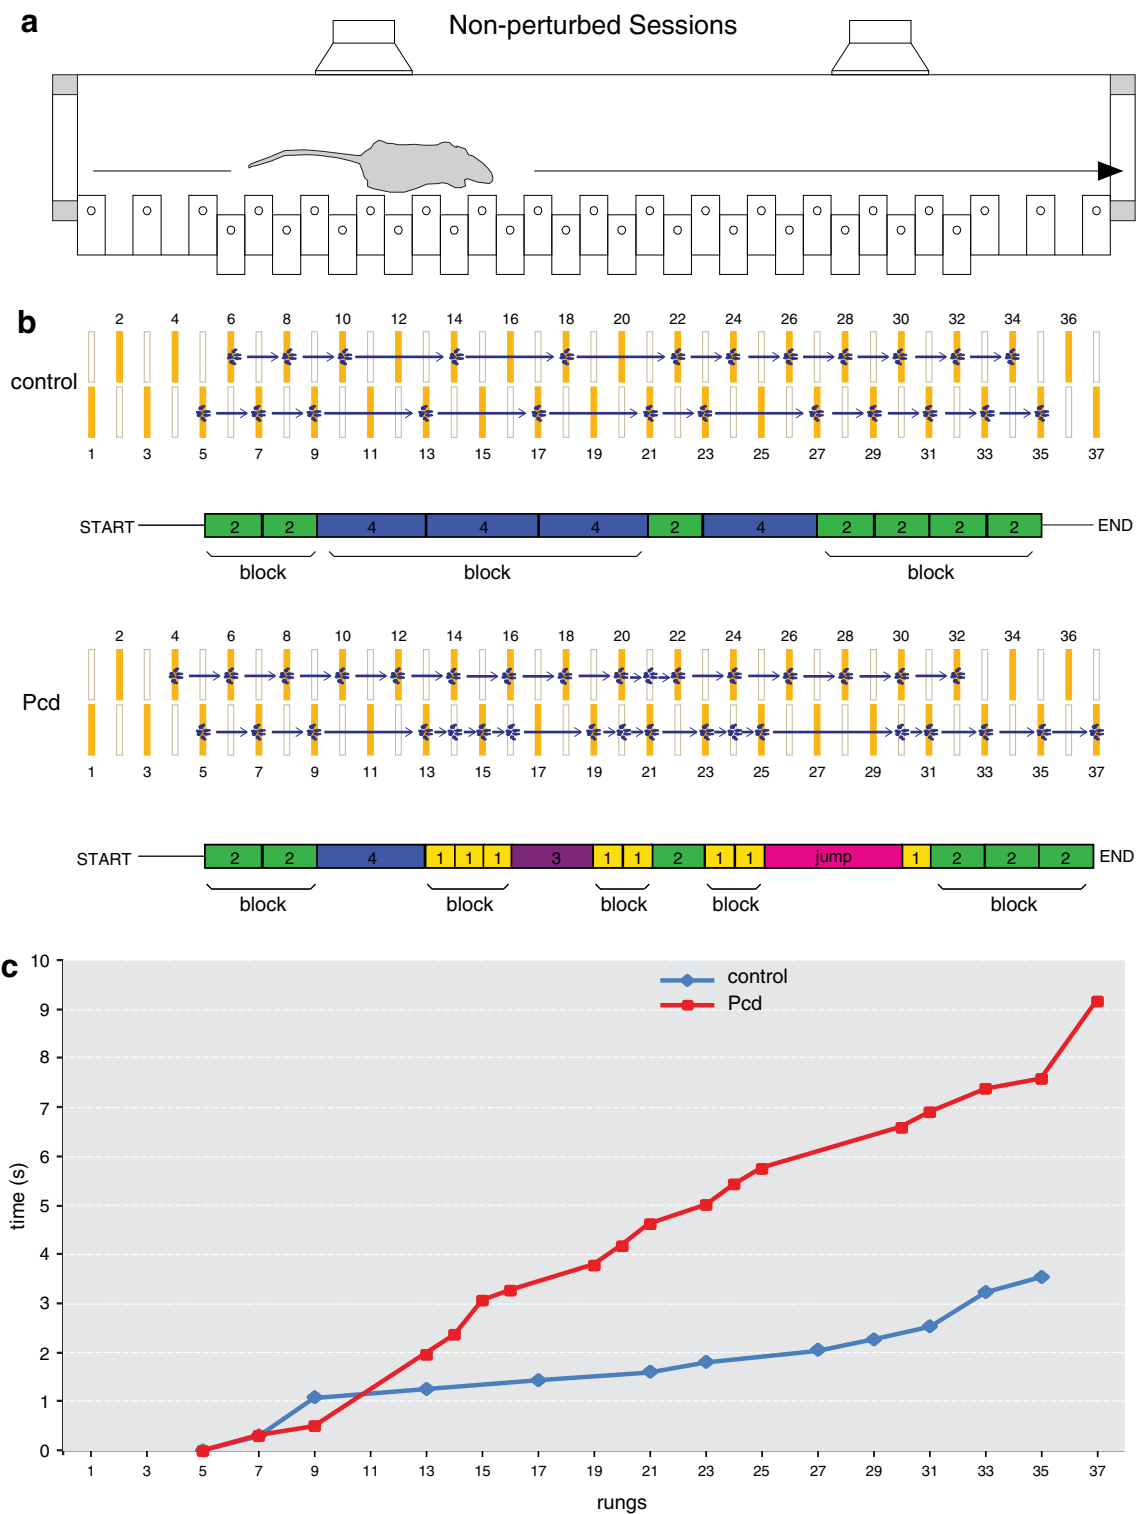 a
Non-perturbed Sessions
b
2 4 6 8 10 12 14 16 18 20 22 24 26 28 30 32 34 36
control
1 3 5 7 9 11 13 15 17 19 21 23 25 27 29 31 33 35 37
START 2 2 4 4 4 2 4 2 2 2 2 END
block block block
2 4 6 8 10 12 14 16 18 20 22 24 26 28 30 32 34 36
Pcd
1 3 5 7 9 11 13 15 17 19 21 23 25 27 29 31 33 35 37
START 2 2 4 1 1 1 3 1 1 2 1 1 jump 1 2 2 2 END
block block block block block
c
10
9
8
7
6
5
4
3
2
1
0
time (s)
control
Pcd
1 3 5 7 9 11 13 15 17 19 21 23 25 27 29 31 33 35 37
rungs